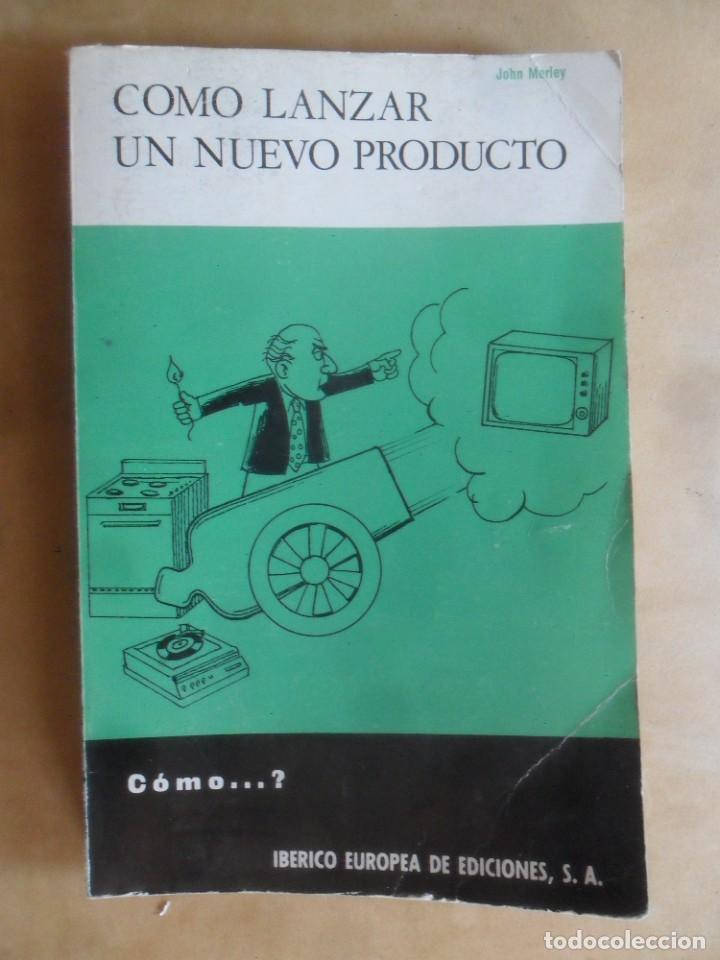 John Morley
COMO LANZAR
UN NUEVO PRODUCTO
Cómo...?
IBERICO EUROPEA DE EDICIONES, S. A.
todocoleccion